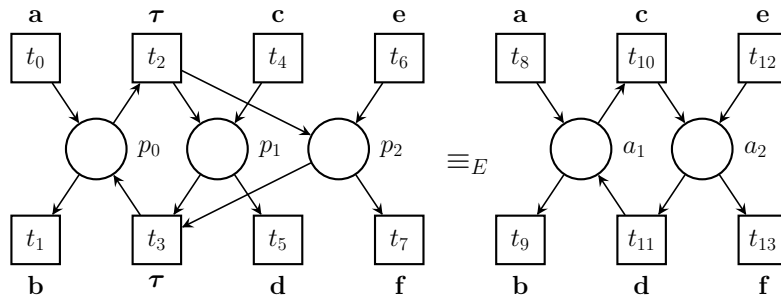 a τ c e a c e
t₀ t₂ t₄ t₆ t₈ t₁₀ t₁₂
p₀ p₁ p₂ ≡_E a₁ a₂
t₁ t₃ t₅ t₇ t₉ t₁₁ t₁₃
b τ d f b d f